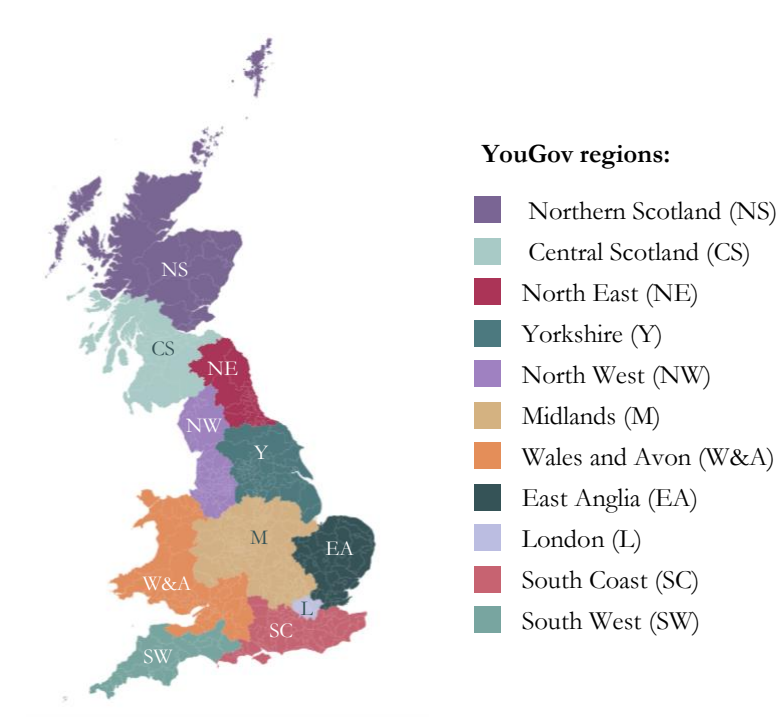 YouGov regions:
Northern Scotland (NS)
Central Scotland (CS)
North East (NE)
Yorkshire (Y)
North West (NW)
Midlands (M)
Wales and Avon (W&A)
East Anglia (EA)
London (L)
South Coast (SC)
South West (SW)
NS
CS
NE
NW
Y
M
EA
W&A
L
SC
SW